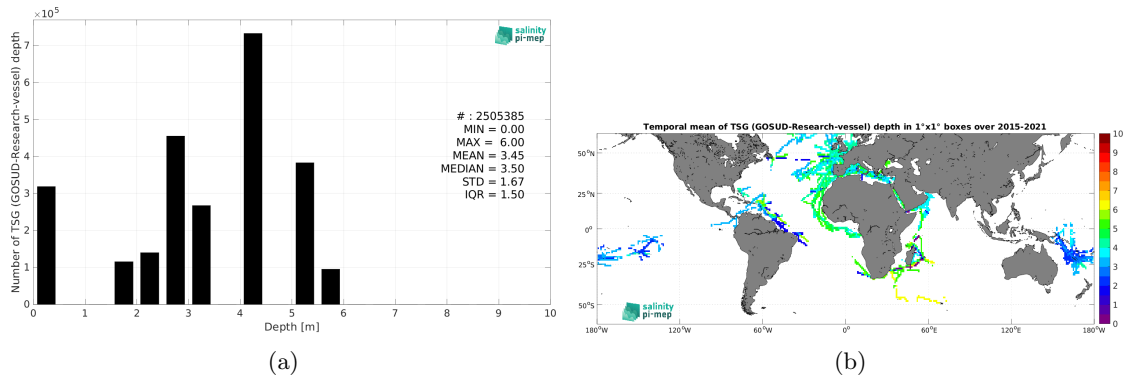 ×10⁵
7
6
5
4
3
2
1
0
Number of TSG (GOSUD-Research-vessel) depth
salinity
pi-mep
# : 2505385
MIN = 0.00
MAX = 6.00
MEAN = 3.45
MEDIAN = 3.50
STD = 1.67
IQR = 1.50
0 1 2 3 4 5 6 7 8 9 10
Depth [m]
(a)
Temporal mean of TSG (GOSUD-Research-vessel) depth in 1°x1° boxes over 2015-2021
50°N
25°N
0°
25°S
50°S
salinity
pi-mep
180°W 120°W 60°W 0° 60°E 120°E 180°W
10
9
8
7
6
5
4
3
2
1
0
(b)